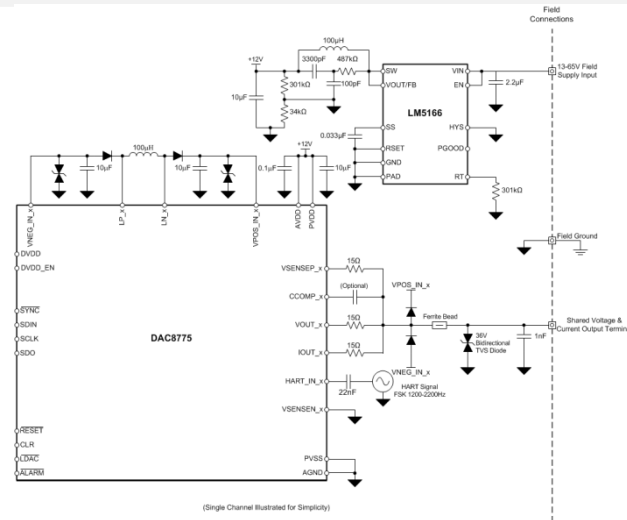 Field
Connections
100μH
+12V
3300pF 487kΩ
10μF
301kΩ
100pF
34kΩ
SW
VOUT/FB
VIN
EN
LM5166
SS
RSET
GND
PAD
HYS
PGOOD
RT
0.033μF
2.2μF
301kΩ
13-65V Field
Supply Input
100μH
10μF
10μF
+12V
0.1μF
10μF
VNEG_IN_x
LP_x
LN_x
VPOS_IN_x
AVDD
PVDD
DVDD
DVDD_EN
SYNC
SDIN
SCLK
SDO
RESET
CLR
LDAC
ALARM
DAC8775
VSENSEP_x
CCOMP_x
VOUT_x
IOUT_x
HART_IN_x
VSENSEN_x
PVSS
AGND
15Ω
(Optional)
15Ω
15Ω
22nF
HART Signal
FSK 1200-2200Hz
VPOS_IN_x
VNEG_IN_x
Ferrite Bead
36V
Bidirectional
TVS Diode
1nF
Field Ground
Shared Voltage &
Current Output Termin
(Single Channel Illustrated for Simplicity)